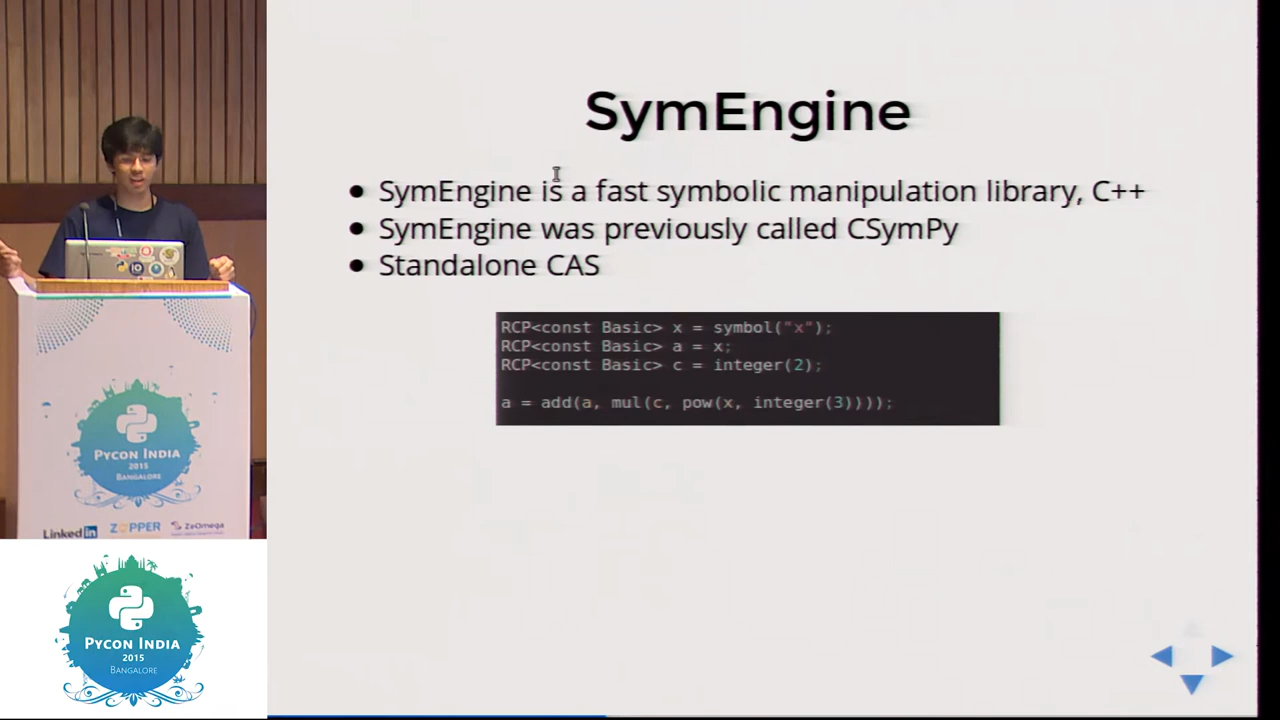 SymEngine
● SymEngine is a fast symbolic manipulation library, C++
● SymEngine was previously called CSymPy
● Standalone CAS
RCP<const Basic> x = symbol("x");
RCP<const Basic> a = x;
RCP<const Basic> c = integer(2);
a = add(a, mul(c, pow(x, integer(3))));
PYCON INDIA
2015
BANGALORE
LinkedIn
ZOPPER
ZeOmega
PYCON INDIA
2015
BANGALORE